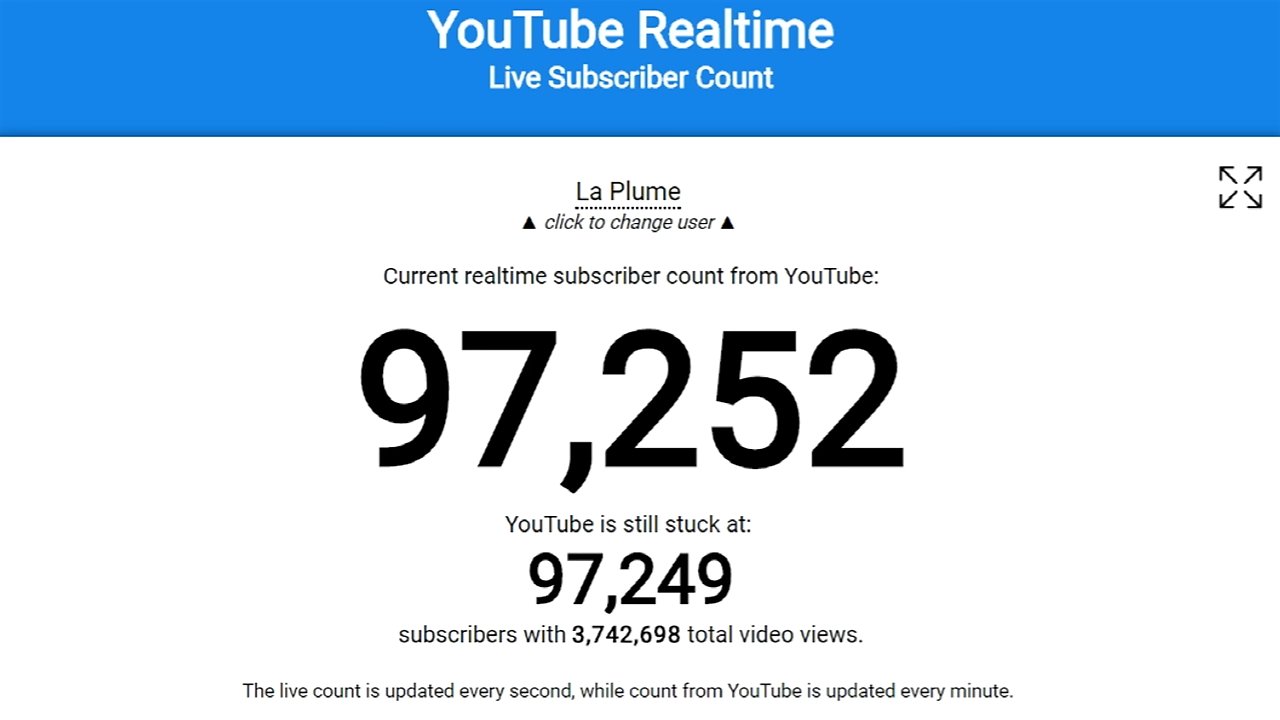 YouTube Realtime
Live Subscriber Count
La Plume
▲ click to change user ▲
Current realtime subscriber count from YouTube:
97,252
YouTube is still stuck at:
97,249
subscribers with 3,742,698 total video views.
The live count is updated every second, while count from YouTube is updated every minute.